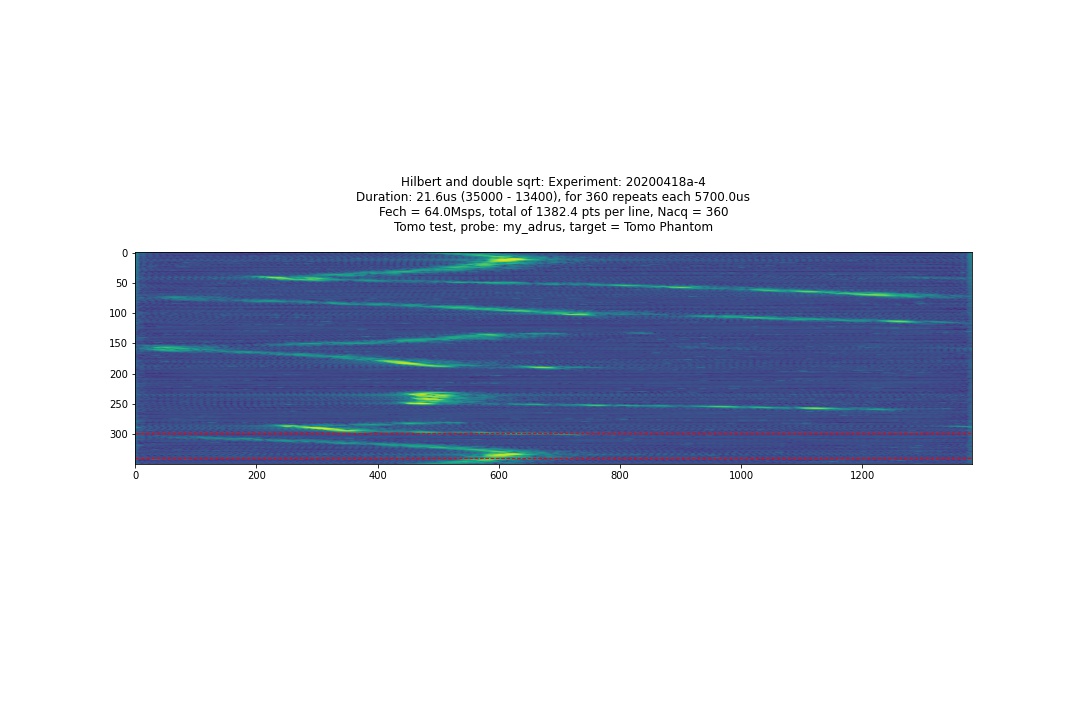 Hilbert and double sqrt: Experiment: 20200418a-4
Duration: 21.6us (35000 - 13400), for 360 repeats each 5700.0us
Fech = 64.0Msps, total of 1382.4 pts per line, Nacq = 360
Tomo test, probe: my_adrus, target = Tomo Phantom
0
50
100
150
200
250
300
0 200 400 600 800 1000 1200